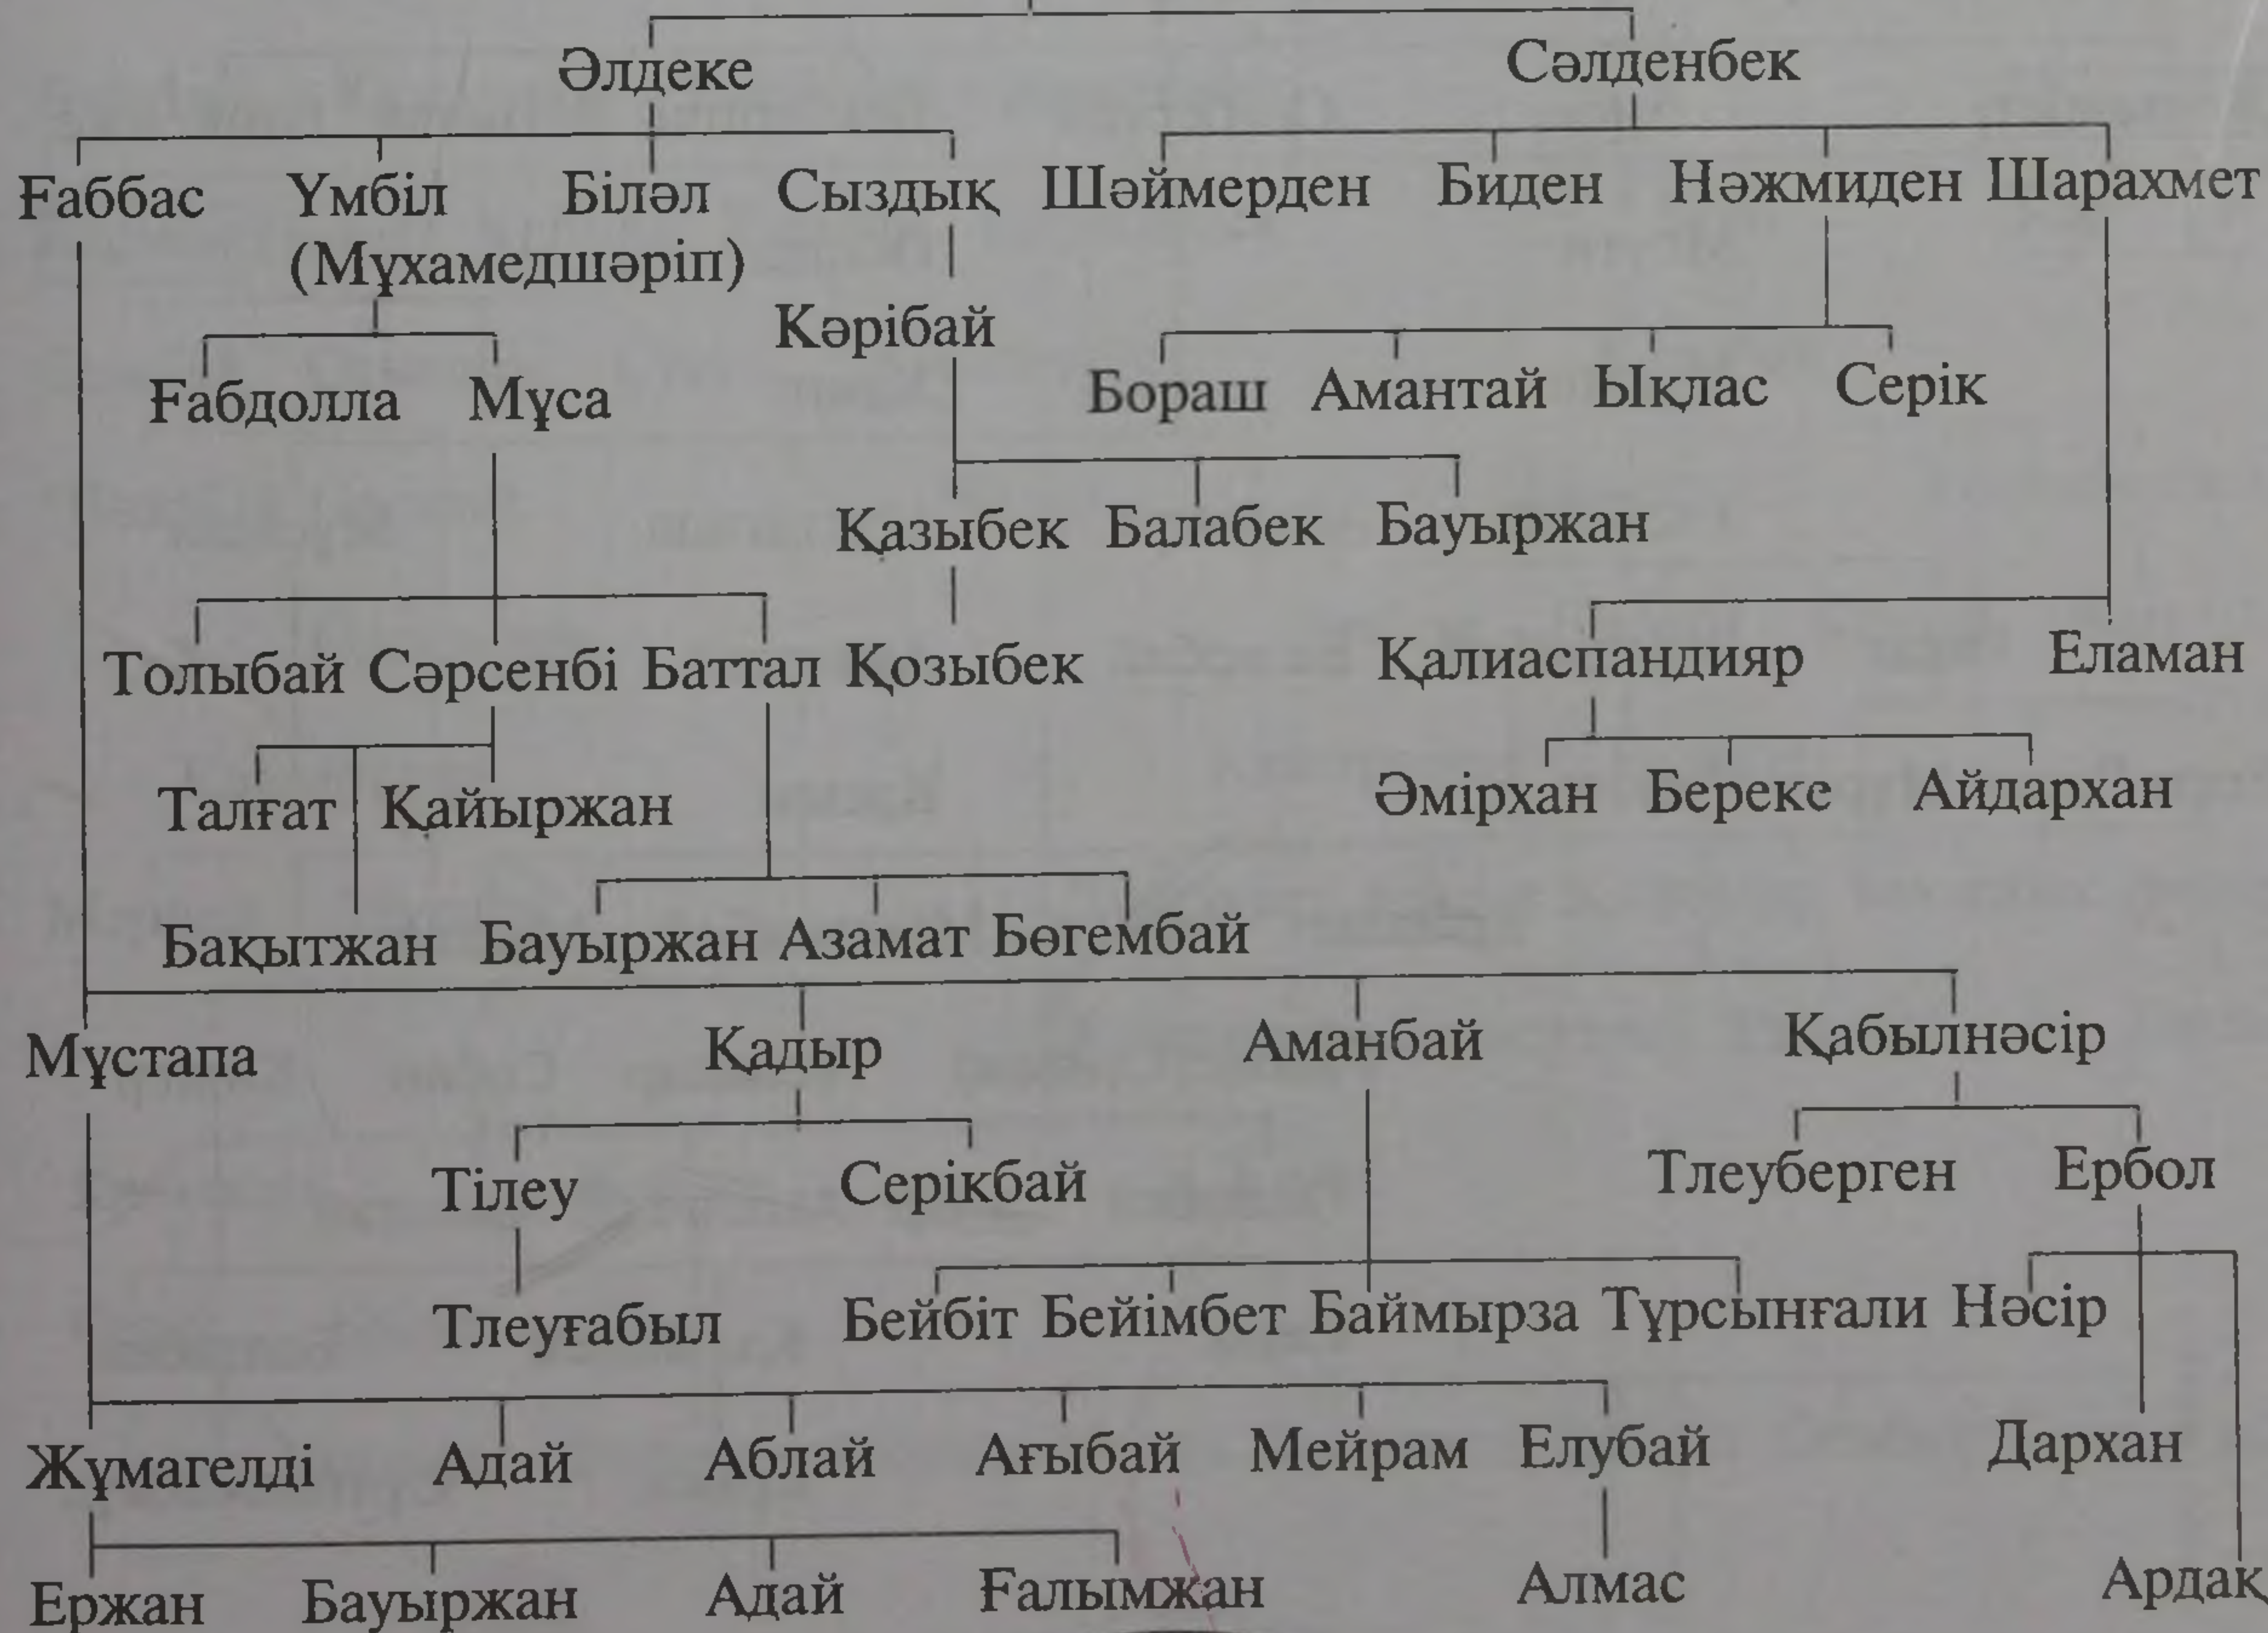 Әлдеке Сәлденбек
Ғаббас Үмбіл Біләл Сыздық Шәймерден Биден Нәжмиден Шарахмет
(Мұхамедшәріп)
Кәрібай
Ғабдолла Мұса Бораш Амантай Ықлас Серік
Қазыбек Балабек Бауыржан
Толыбай Сәрсенбі Баттал Қозыбек Қалиаспандияр Еламан
Талғат Қайыржан Әмірхан Береке Айдархан
Бақытжан Бауыржан Азамат Бөгембай
Мұстапа Қадыр Аманбай Қабылнәсір
Тілеу Серікбай Тлеуберген Ербол
Тлеуғабыл Бейбіт Бейімбет Баймырза Тұрсынғали Нәсір
Жұмагелді Адай Аблай Ағыбай Мейрам Елубай Дархан
Ержан Бауыржан Адай Ғалымжан Алмас Ардақ